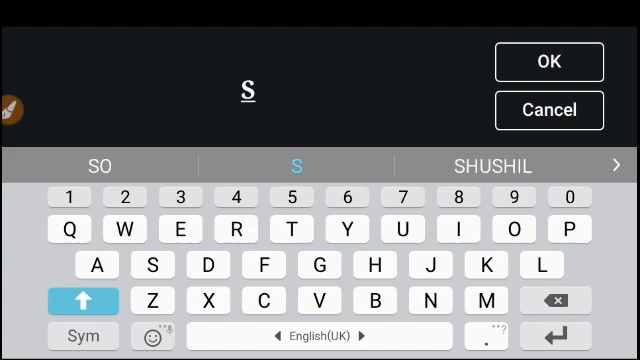 OK
S
Cancel
SO S SHUSHIL >
1 2 3 4 5 6 7 8 9 0
Q W E R T Y U I O P
A S D F G H J K L
Z X C V B N M
Sym English(UK) . ?